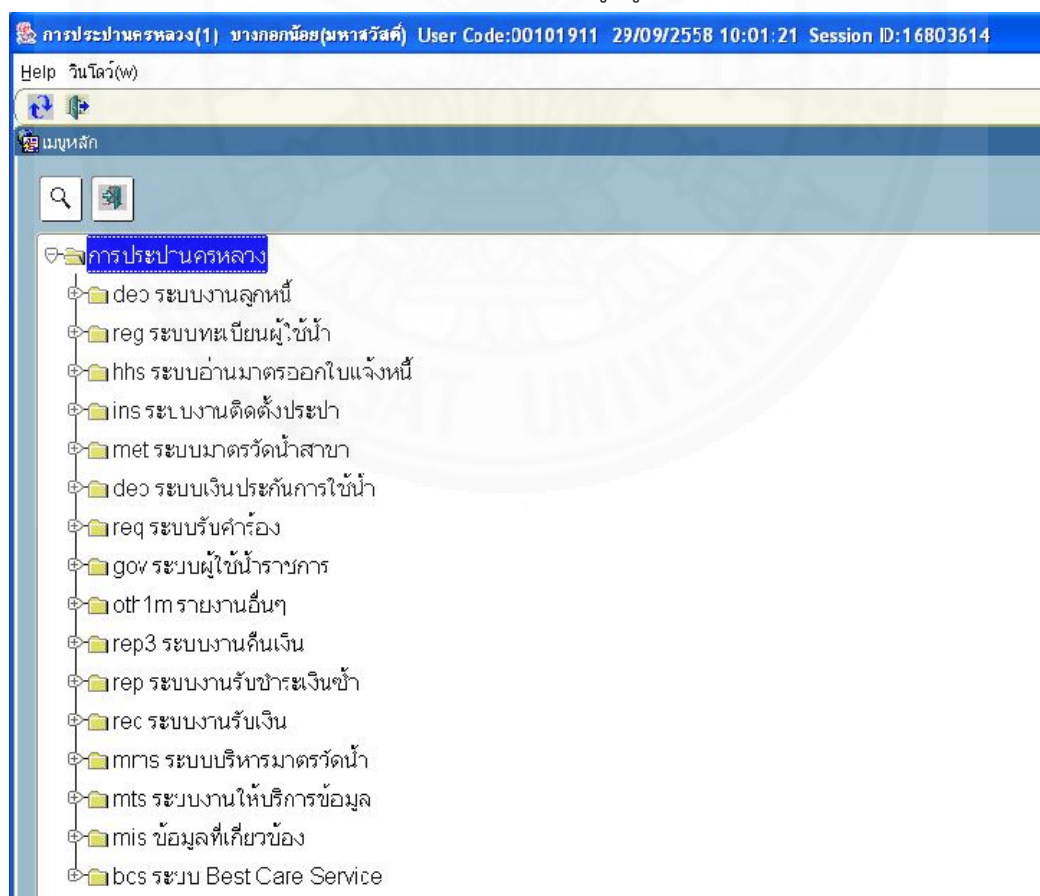 การประปานครหลวง(1) บางกอกน้อย(มหาสวัสดิ์) User Code:00101911 29/09/2558 10:01:21 Session ID:16803614
Help วินโดว์(w)
เมนูหลัก
การประปานครหลวง
deb ระบบงานลูกหนี้
reg ระบบทะเบียนผู้ใช้น้ำ
hhs ระบบอ่านมาตรออกใบแจ้งหนี้
ins ระบบงานติดตั้งประปา
met ระบบมาตรวัดน้ำสาขา
dep ระบบเงินประกันการใช้น้ำ
req ระบบรับคำร้อง
gov ระบบผู้ใช้น้ำราชการ
oth1m รายงานอื่นๆ
rep3 ระบบงานคืนเงิน
rep ระบบงานรับชำระเงินซ้ำ
rec ระบบงานรับเงิน
mms ระบบบริหารมาตรวัดน้ำ
mts ระบบงานให้บริการข้อมูล
mis ข้อมูลที่เกี่ยวข้อง
bcs ระบบ Best Care Service